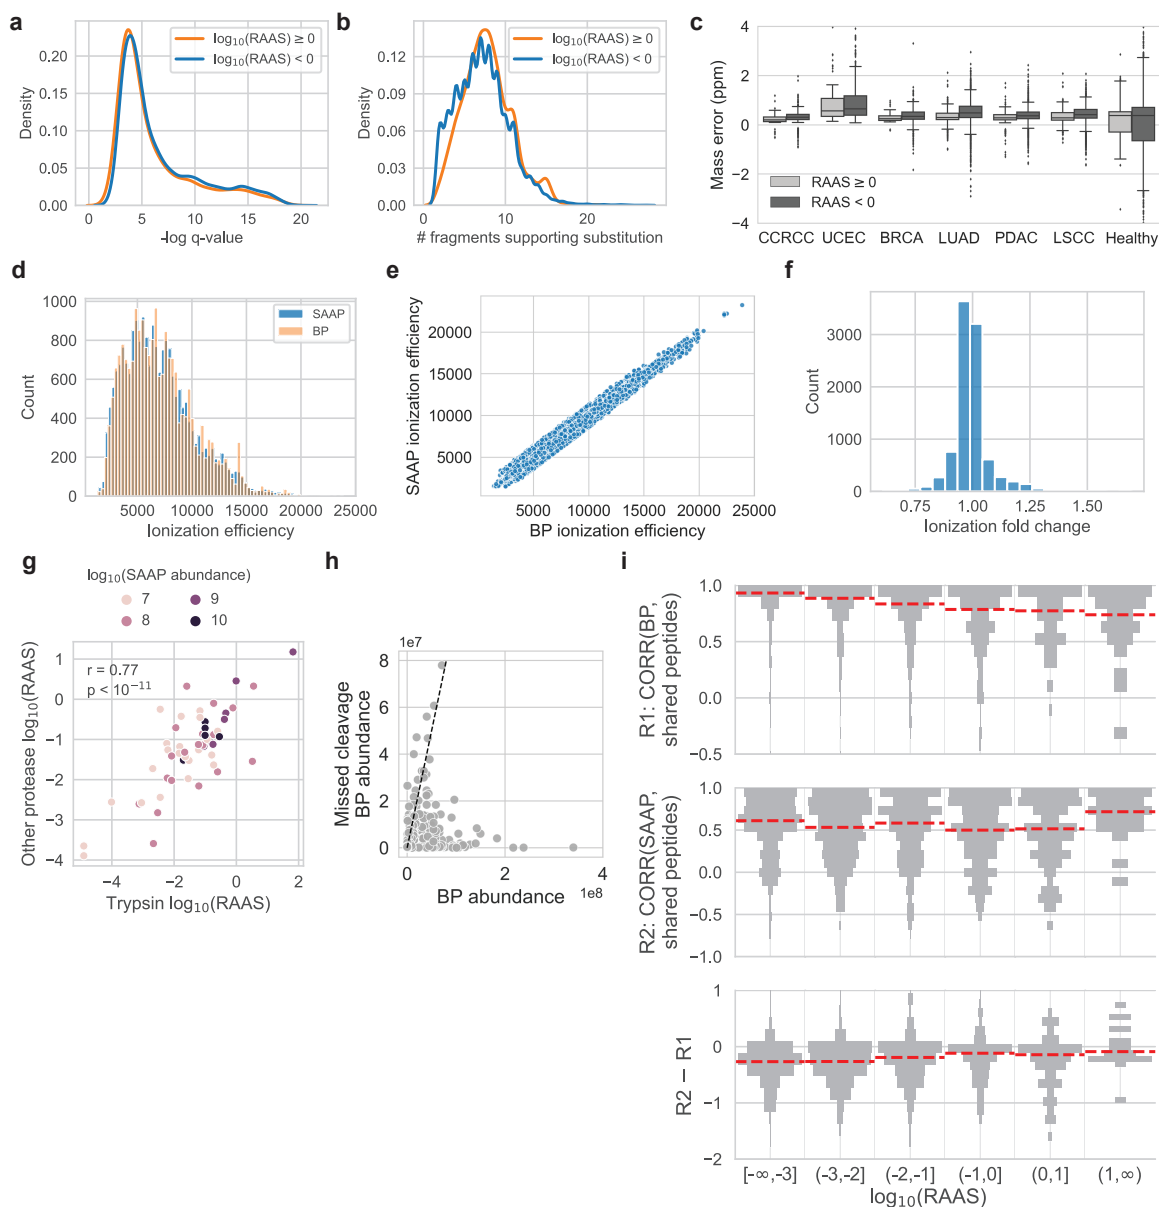 a
0.20
0.15
0.10
0.05
0.00
Density
0
5
10
15
20
-log q-value
log₁₀(RAAS) ≥ 0
log₁₀(RAAS) < 0
b
0.12
0.09
0.06
0.03
0.00
Density
0
10
20
# fragments supporting substitution
log₁₀(RAAS) ≥ 0
log₁₀(RAAS) < 0
c
4
2
0
−2
−4
Mass error (ppm)
RAAS ≥ 0
RAAS < 0
CCRCC
UCEC
BRCA
LUAD
PDAC
LSCC
Healthy
d
1000
800
600
400
200
0
Count
SAAP
BP
5000
10000
15000
20000
25000
Ionization efficiency
e
20000
15000
10000
5000
SAAP ionization efficiency
5000
10000
15000
20000
25000
BP ionization efficiency
f
3000
2000
1000
0
Count
0.75
1.00
1.25
1.50
Ionization fold change
g
log₁₀(SAAP abundance)
7
9
8
10
r = 0.77
p < 10⁻¹¹
1
0
−1
−2
−3
−4
Other protease log₁₀(RAAS)
−4
−2
0
2
Trypsin log₁₀(RAAS)
h
1e7
8
6
4
2
0
Missed cleavage
BP abundance
0
2
4
BP abundance
1e8
i
1.0
0.5
0.0
−0.5
R1: CORR(BP,
shared peptides)
1.0
0.5
0.0
−0.5
−1.0
R2: CORR(SAAP,
shared peptides)
1
0
−1
−2
R2 − R1
[-∞,-3]
(-3,-2]
(-2,-1]
(-1,0]
(0,1]
(1,∞)
log₁₀(RAAS)